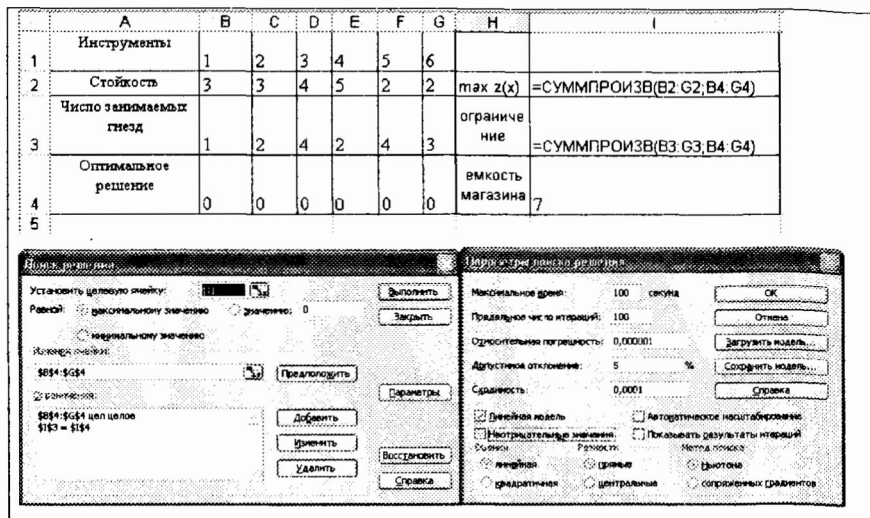 A B C D E F G H I
1 Инструменты 1 2 3 4 5 6
2 Стойкость 3 3 4 5 2 2 max z(x) =СУММПРОИЗВ(B2:G2;B4:G4)
3 Число занимаемых гнезд 1 2 4 2 4 3 ограниче ние =СУММПРОИЗВ(B3:G3;B4:G4)
4 Оптимальное решение 0 0 0 0 0 0 емкость магазина 7
5
Поиск решения
Установить целевую ячейку:
Выполнить
Равной: максимальному значению значению: 0
Закрыть
минимальному значению
Изменяя ячейки:
$B$4:$G$4
Предположить
Ограничения:
Параметры
$B$4:$G$4 цел целое
$I$3 = $I$4
Добавить
Изменить
Удалить
Восстановить
Справка
Параметры поиска решения
Максимальное время: 100 секунд OK
Предельное число итераций: 100 Отмена
Относительная погрешность: 0,000001 Загрузить модель...
Допустимое отклонение: 5 % Сохранить модель...
Сходимость: 0,0001 Справка
Линейная модель Автоматическое масштабирование
Неотрицательные значения Показывать результаты итераций
Оценки Разности Метод поиска
линейная прямые Ньютона
квадратичная центральные сопряженных градиентов